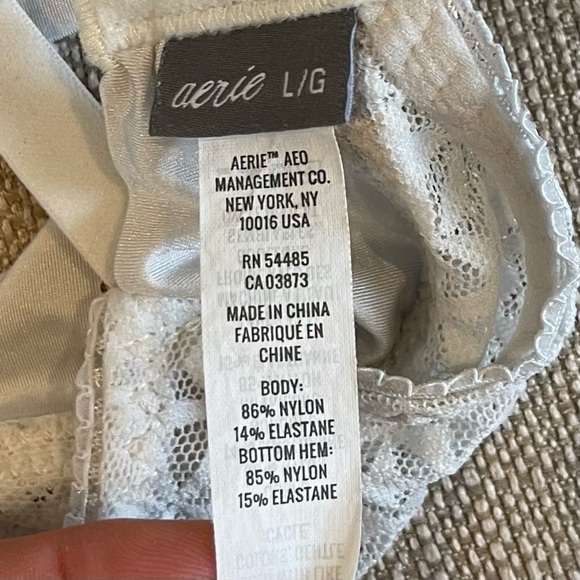 aerie L/G
AERIE™ AEO
MANAGEMENT CO.
NEW YORK, NY
10016 USA
RN 54485
CA 03873
MADE IN CHINA
FABRIQUÉ EN
CHINE
BODY:
86% NYLON
14% ELASTANE
BOTTOM HEM:
85% NYLON
15% ELASTANE